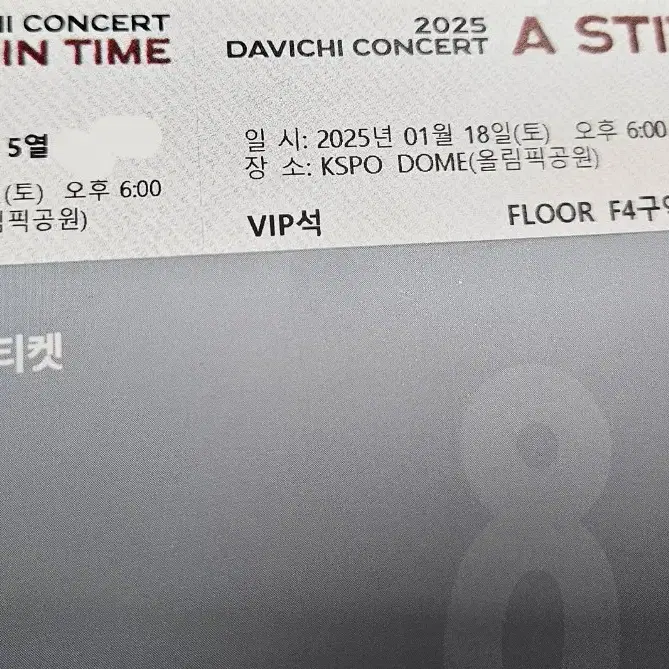 HI CONCERT
IN TIME
5열
(토) 오후 6:00
림픽공원)
2025
DAVICHI CONCERT
A STI
일 시: 2025년 01월 18일(토) 오후 6:00
장 소: KSPO DOME(올림픽공원)
VIP석
FLOOR F4구역
티켓
8